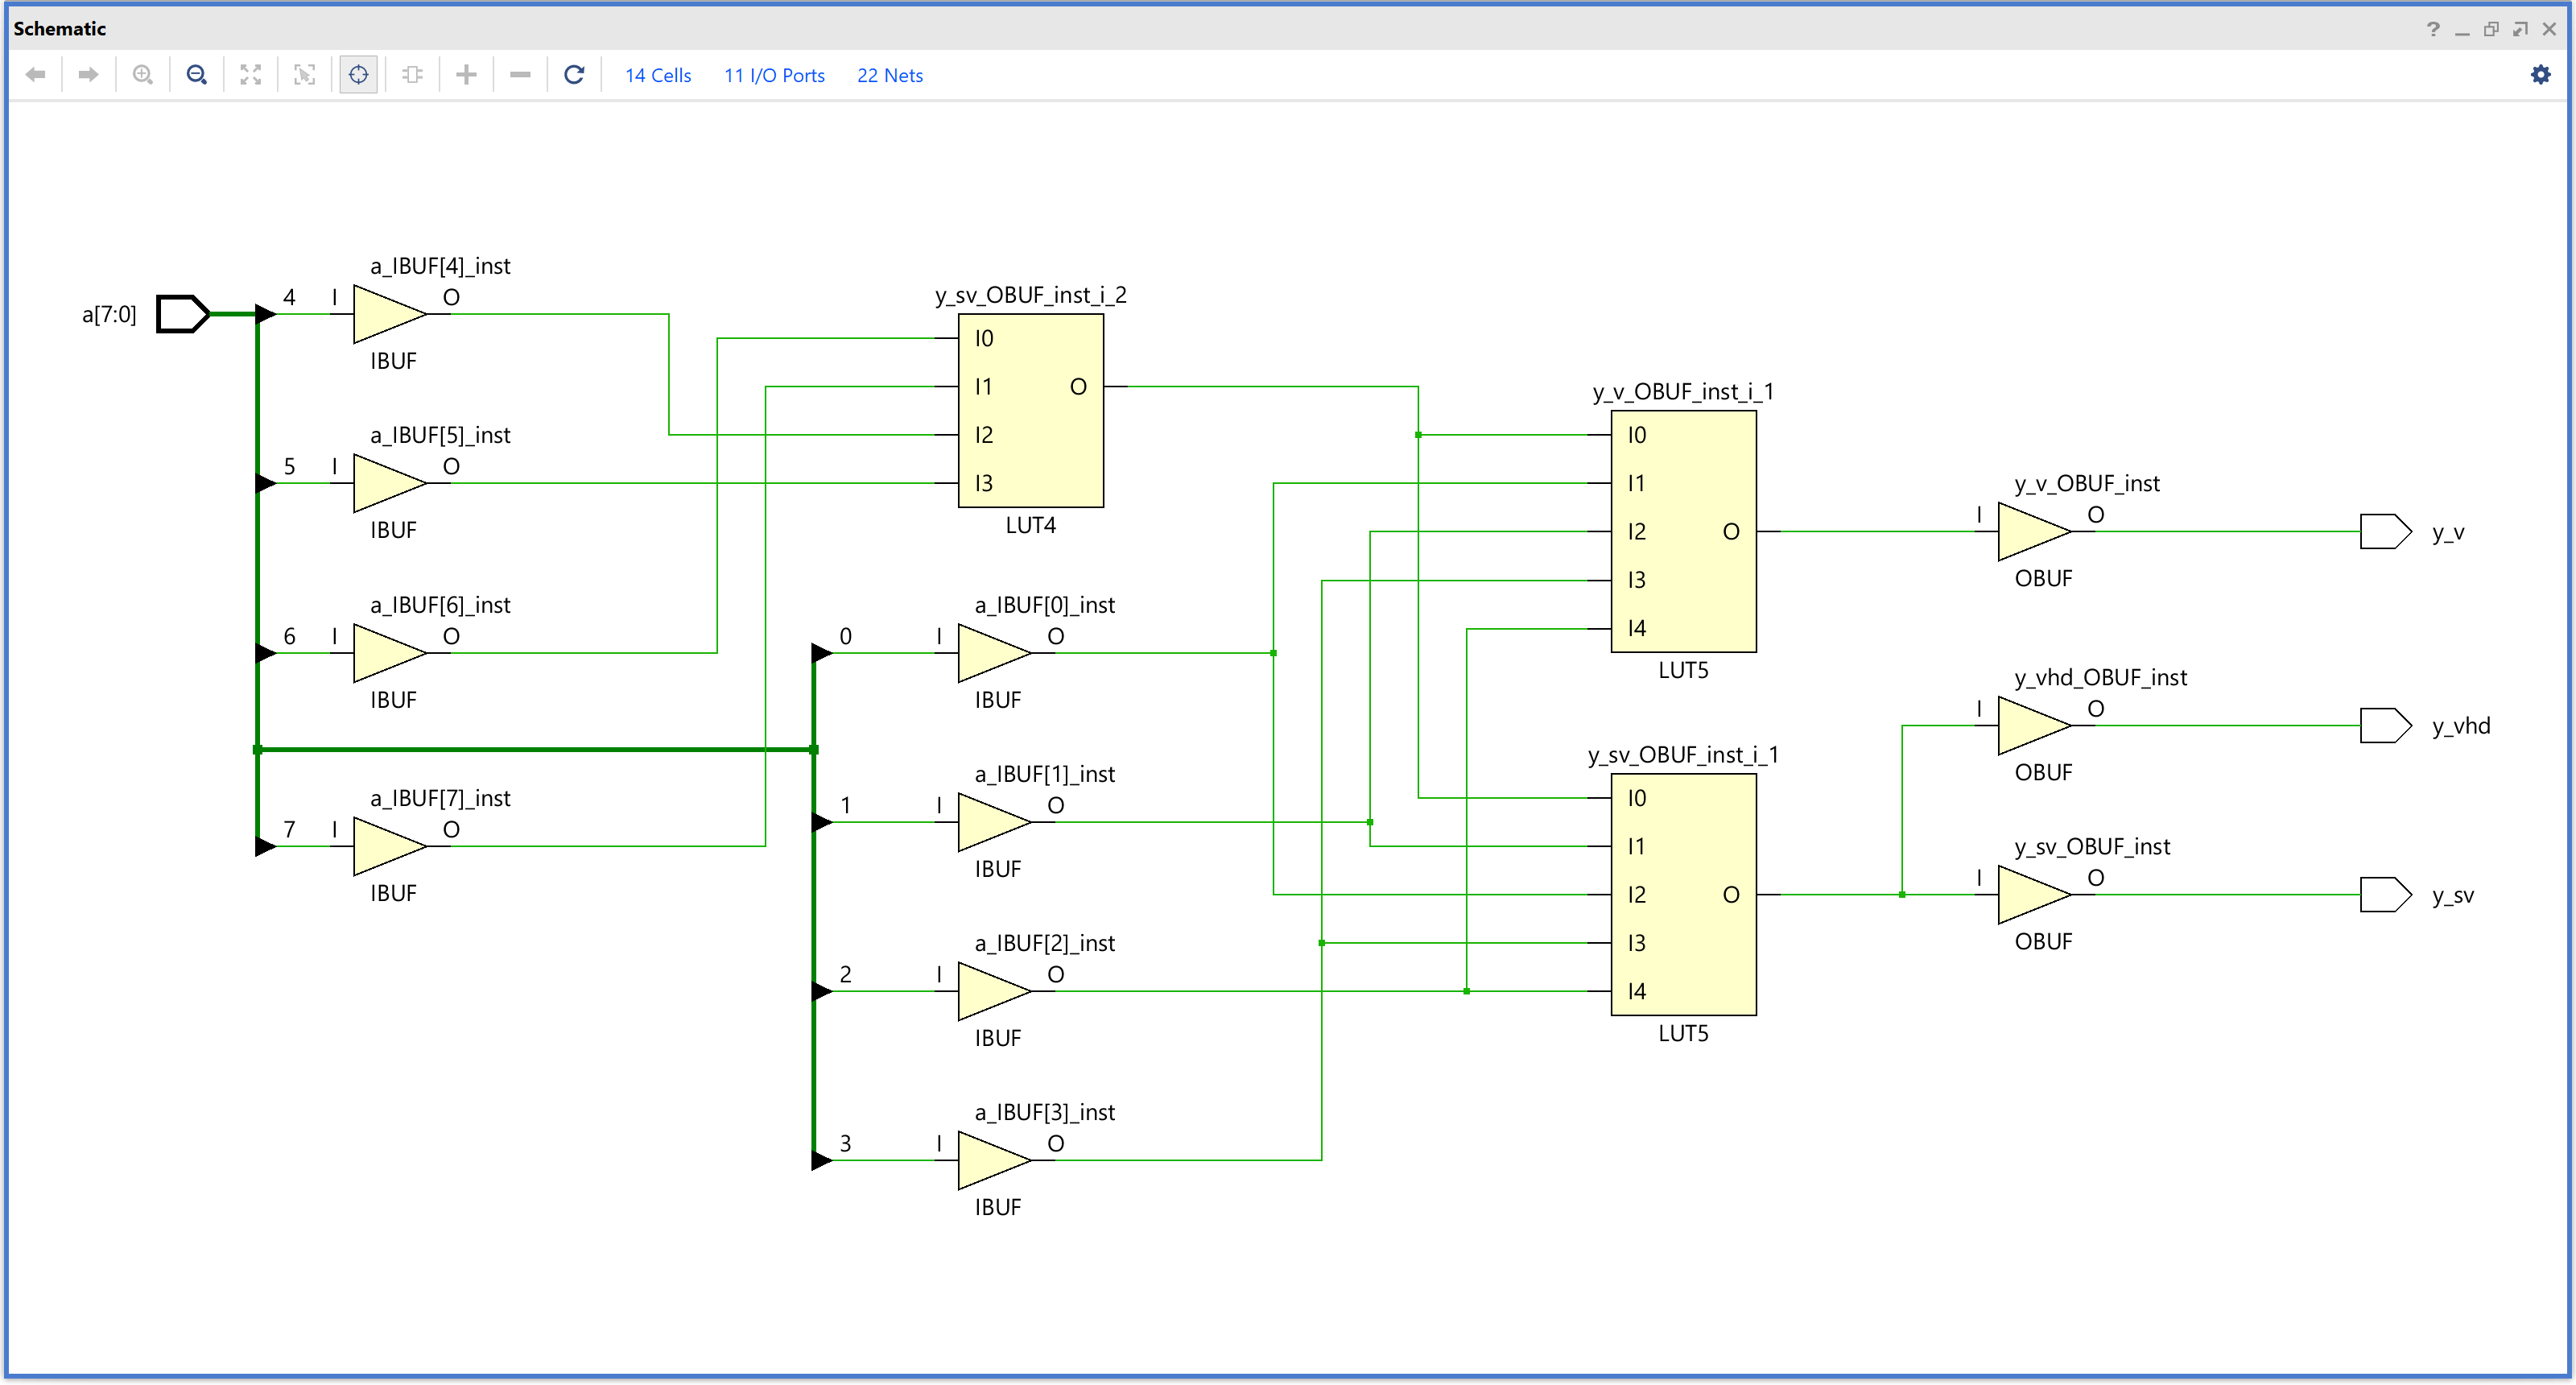 Schematic
14 Cells 11 I/O Ports 22 Nets
a[7:0]
4 I a_IBUF[4]_inst O
IBUF
5 I a_IBUF[5]_inst O
IBUF
6 I a_IBUF[6]_inst O
IBUF
7 I a_IBUF[7]_inst O
IBUF
y_sv_OBUF_inst_i_2
I0
I1 O
I2
I3
LUT4
0 I a_IBUF[0]_inst O
IBUF
1 I a_IBUF[1]_inst O
IBUF
2 I a_IBUF[2]_inst O
IBUF
3 I a_IBUF[3]_inst O
IBUF
y_v_OBUF_inst_i_1
I0
I1
I2 O
I3
I4
LUT5
y_sv_OBUF_inst_i_1
I0
I1
I2 O
I3
I4
LUT5
y_v_OBUF_inst
I O y_v
OBUF
y_vhd_OBUF_inst
I O y_vhd
OBUF
y_sv_OBUF_inst
I O y_sv
OBUF